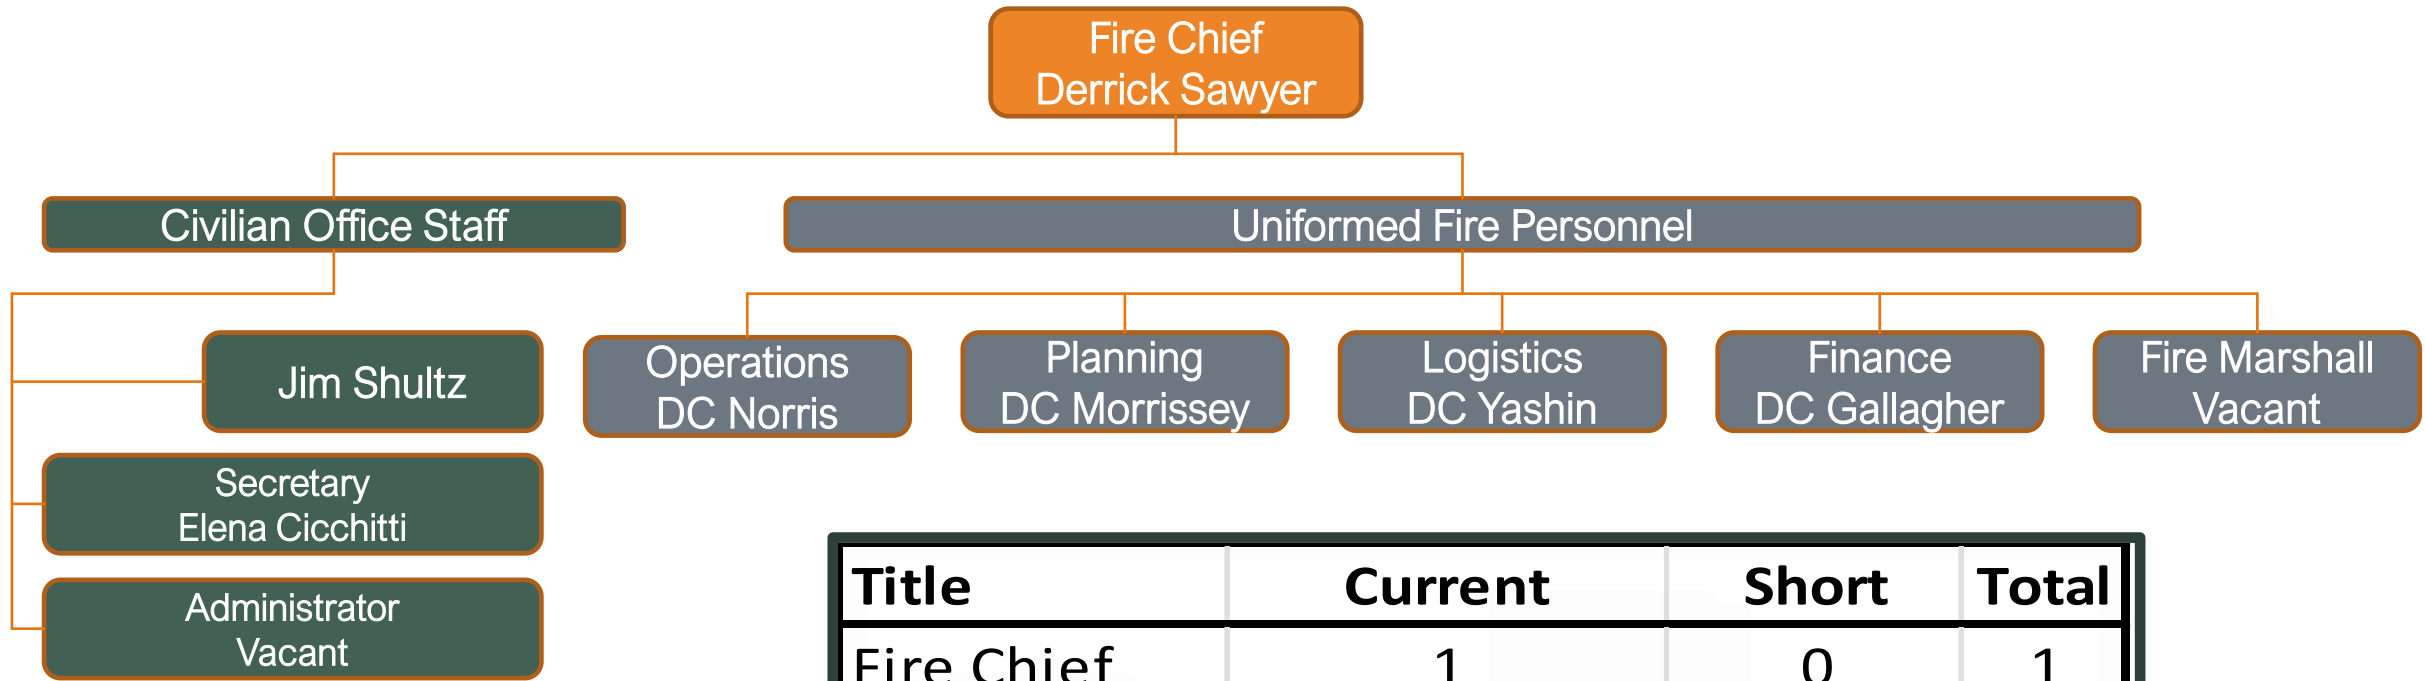 Fire Chief
Derrick Sawyer
Civilian Office Staff
Uniformed Fire Personnel
Jim Shultz
Secretary
Elena Cicchitti
Administrator
Vacant
Operations
DC Norris
Planning
DC Morrissey
Logistics
DC Yashin
Finance
DC Gallagher
Fire Marshall
Vacant
Title Current Short Total
Fire Chief 1 0 1